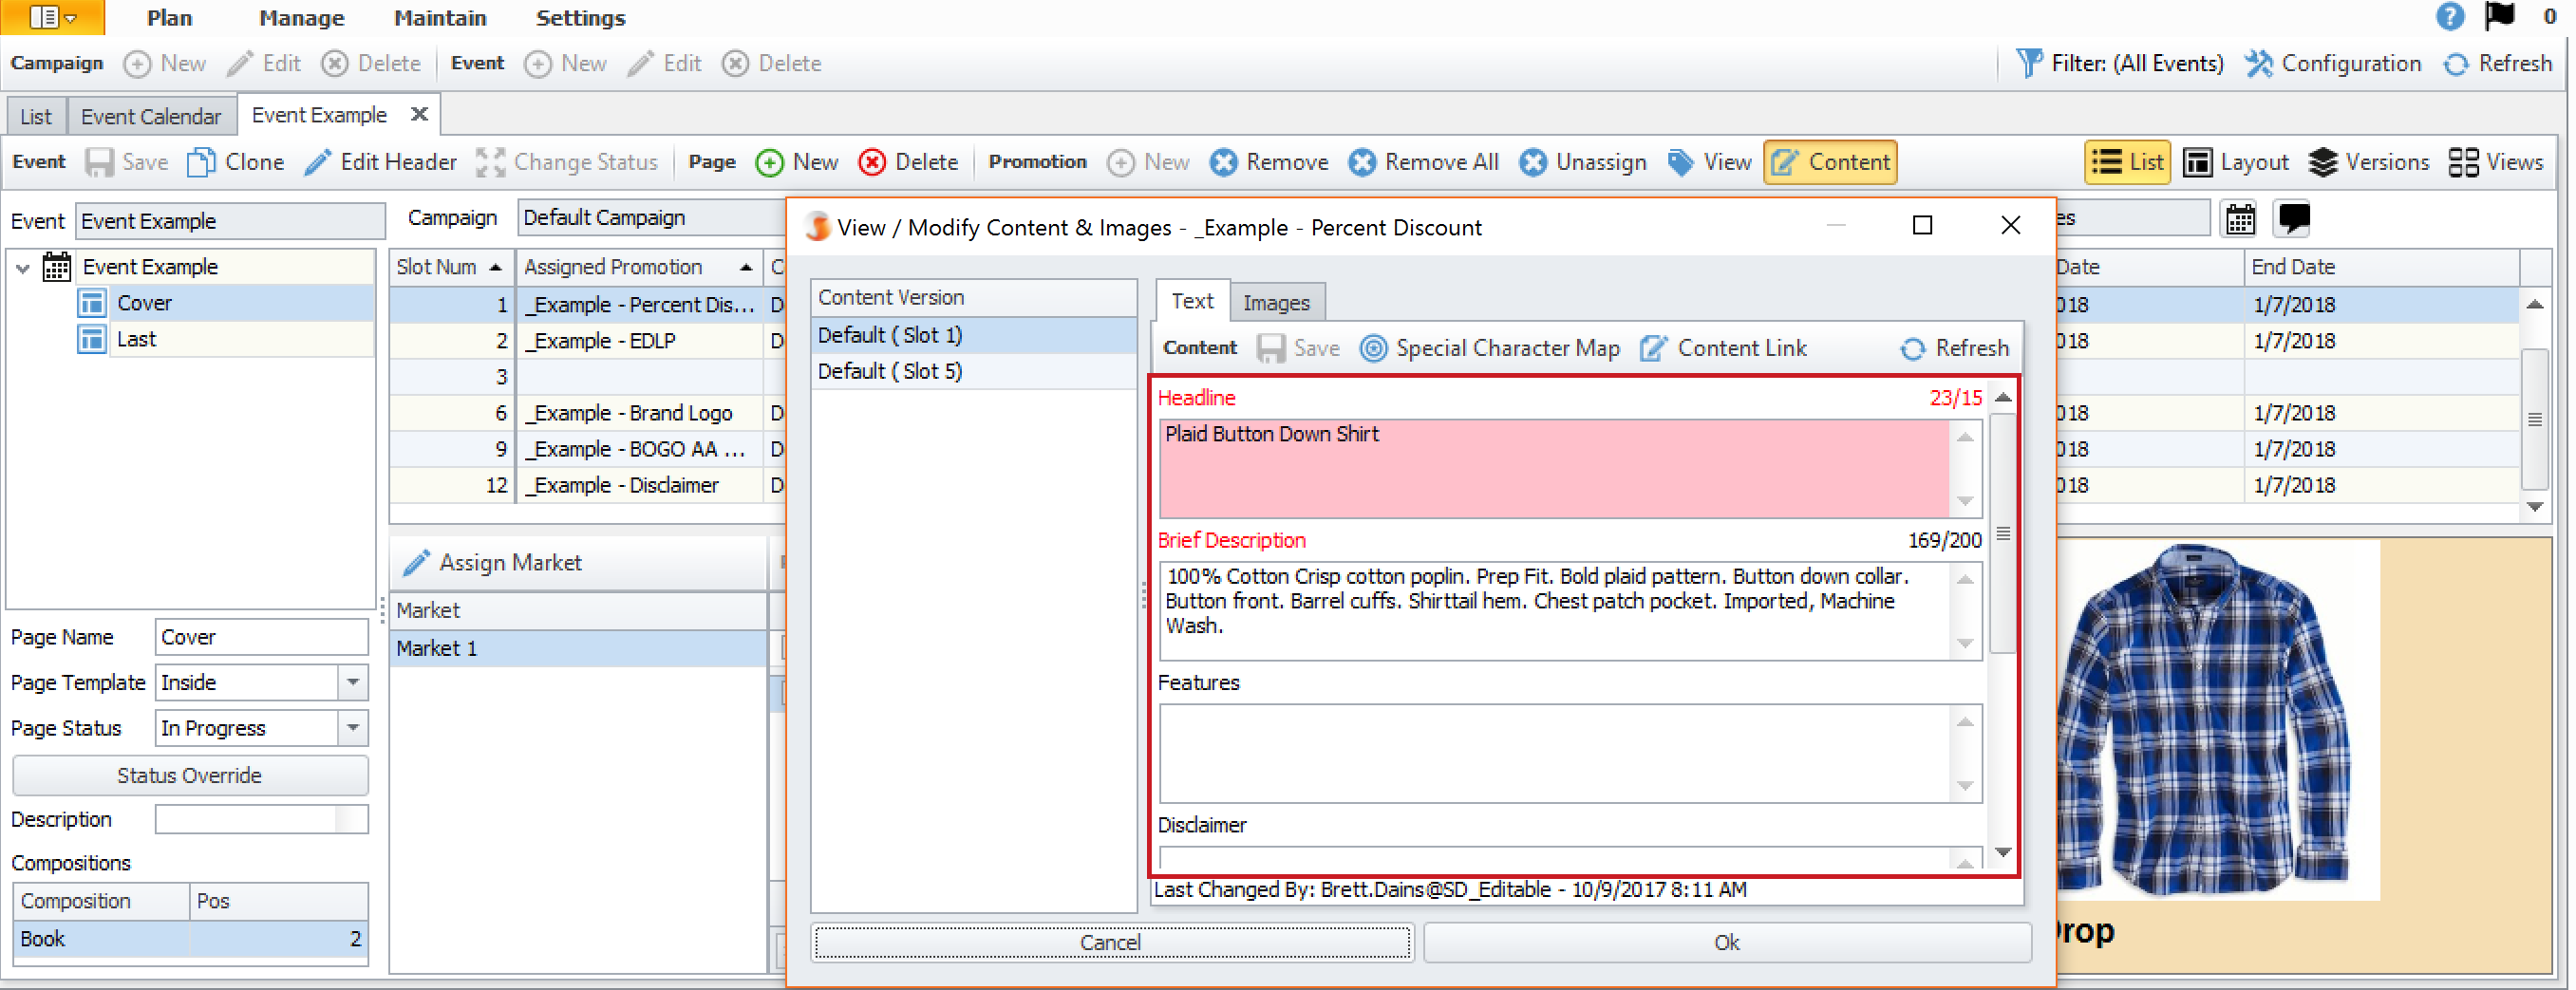 Plan Manage Maintain Settings 0
Campaign New Edit Delete Event New Edit Delete Filter: (All Events) Configuration Refresh
List Event Calendar Event Example
Event Save Clone Edit Header Change Status Page New Delete Promotion New Remove Remove All Unassign View Content List Layout Versions Views
Event Event Example Campaign Default Campaign
Event Example
Cover
Last
Page Name Cover
Page Template Inside
Page Status In Progress
Status Override
Description
Compositions
Composition Pos
Book 2
Slot Num Assigned Promotion
1 _Example - Percent Dis...
2 _Example - EDLP
3
6 _Example - Brand Logo
9 _Example - BOGO AA ...
12 _Example - Disclaimer
Assign Market
Market
Market 1
View / Modify Content & Images - _Example - Percent Discount
Content Version
Default ( Slot 1)
Default ( Slot 5)
Text Images
Content Save Special Character Map Content Link Refresh
Headline 23/15
Plaid Button Down Shirt
Brief Description 169/200
100% Cotton Crisp cotton poplin. Prep Fit. Bold plaid pattern. Button down collar.
Button front. Barrel cuffs. Shirttail hem. Chest patch pocket. Imported, Machine
Wash.
Features
Disclaimer
Last Changed By: Brett.Dains@SD_Editable - 10/9/2017 8:11 AM
Cancel Ok
es
Date End Date
018 1/7/2018
018 1/7/2018
018 1/7/2018
018 1/7/2018
018 1/7/2018
rop